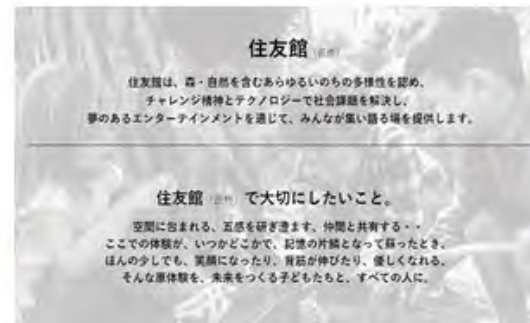 住友館（仮称）
住友館は、森・自然を含むあらゆるいのちの多様性を認め、
チャレンジ精神とテクノロジーで社会課題を解決し、
夢のあるエンターテインメントを通じて、みんなが集い語る場を提供します。
住友館（仮称）で大切にしたいこと。
空間に包まれる、五感を研ぎ澄ます、仲間と共有する・・
ここでの体験が、いつかどこかで、記憶の片鱗となって蘇ったとき、
ほんの少しでも、笑顔になったり、背筋が伸びたり、優しくなれる、
そんな原体験を、未来をつくる子どもたちと、すべての人に。